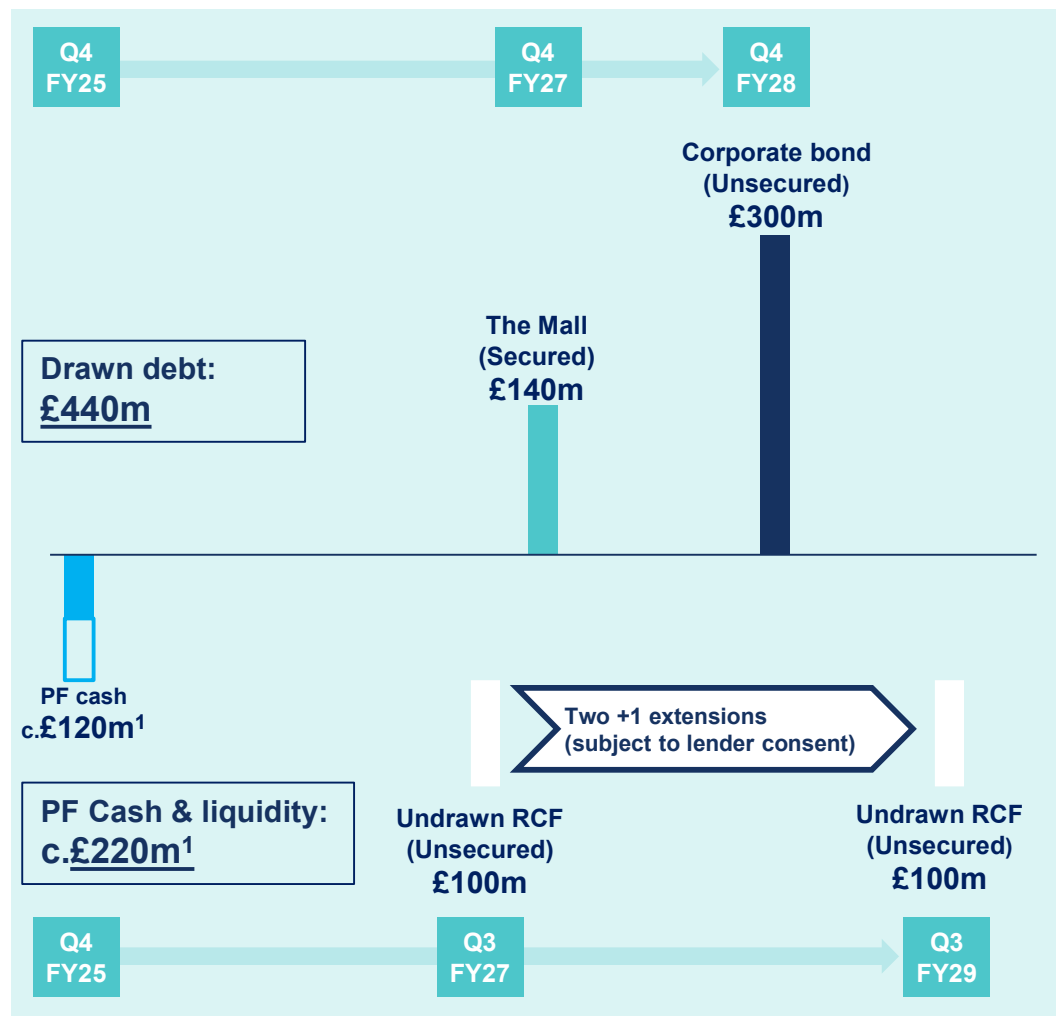 Q4
FY25
Q4
FY27
Q4
FY28
Corporate bond
(Unsecured)
£300m
The Mall
(Secured)
£140m
Drawn debt:
£440m
PF cash
c.£120m¹
Two +1 extensions
(subject to lender consent)
PF Cash & liquidity:
c.£220m¹
Undrawn RCF
(Unsecured)
£100m
Undrawn RCF
(Unsecured)
£100m
Q4
FY25
Q3
FY27
Q3
FY29